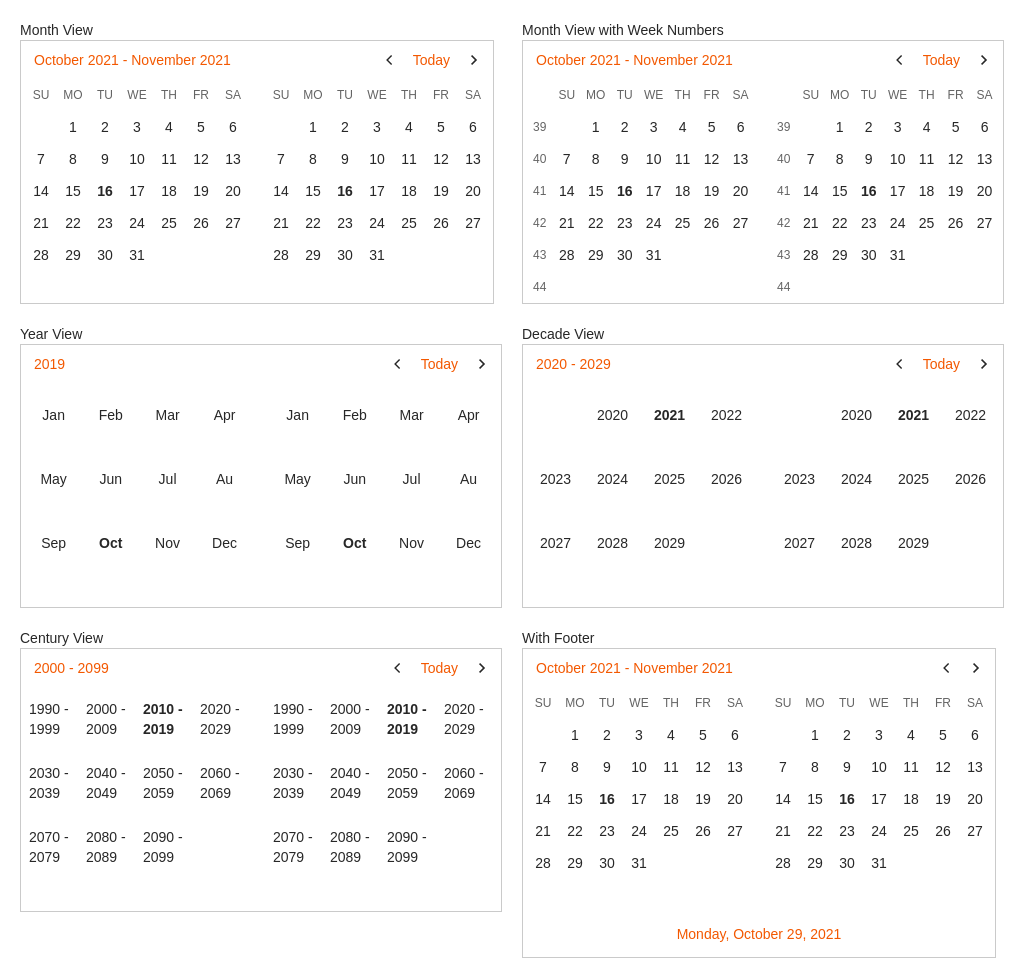 Month View
October 2021 - November 2021 Today
SU MO TU WE TH FR SA SU MO TU WE TH FR SA
1 2 3 4 5 6 1 2 3 4 5 6
7 8 9 10 11 12 13 7 8 9 10 11 12 13
14 15 16 17 18 19 20 14 15 16 17 18 19 20
21 22 23 24 25 26 27 21 22 23 24 25 26 27
28 29 30 31 28 29 30 31
Month View with Week Numbers
October 2021 - November 2021 Today
SU MO TU WE TH FR SA SU MO TU WE TH FR SA
39 1 2 3 4 5 6 39 1 2 3 4 5 6
40 7 8 9 10 11 12 13 40 7 8 9 10 11 12 13
41 14 15 16 17 18 19 20 41 14 15 16 17 18 19 20
42 21 22 23 24 25 26 27 42 21 22 23 24 25 26 27
43 28 29 30 31 43 28 29 30 31
44 44
Year View
2019 Today
Jan Feb Mar Apr Jan Feb Mar Apr
May Jun Jul Au May Jun Jul Au
Sep Oct Nov Dec Sep Oct Nov Dec
Decade View
2020 - 2029 Today
2020 2021 2022 2020 2021 2022
2023 2024 2025 2026 2023 2024 2025 2026
2027 2028 2029 2027 2028 2029
Century View
2000 - 2099 Today
1990 - 2000 - 2010 - 2020 - 1990 - 2000 - 2010 - 2020 -
1999 2009 2019 2029 1999 2009 2019 2029
2030 - 2040 - 2050 - 2060 - 2030 - 2040 - 2050 - 2060 -
2039 2049 2059 2069 2039 2049 2059 2069
2070 - 2080 - 2090 - 2070 - 2080 - 2090 -
2079 2089 2099 2079 2089 2099
With Footer
October 2021 - November 2021
SU MO TU WE TH FR SA SU MO TU WE TH FR SA
1 2 3 4 5 6 1 2 3 4 5 6
7 8 9 10 11 12 13 7 8 9 10 11 12 13
14 15 16 17 18 19 20 14 15 16 17 18 19 20
21 22 23 24 25 26 27 21 22 23 24 25 26 27
28 29 30 31 28 29 30 31
Monday, October 29, 2021